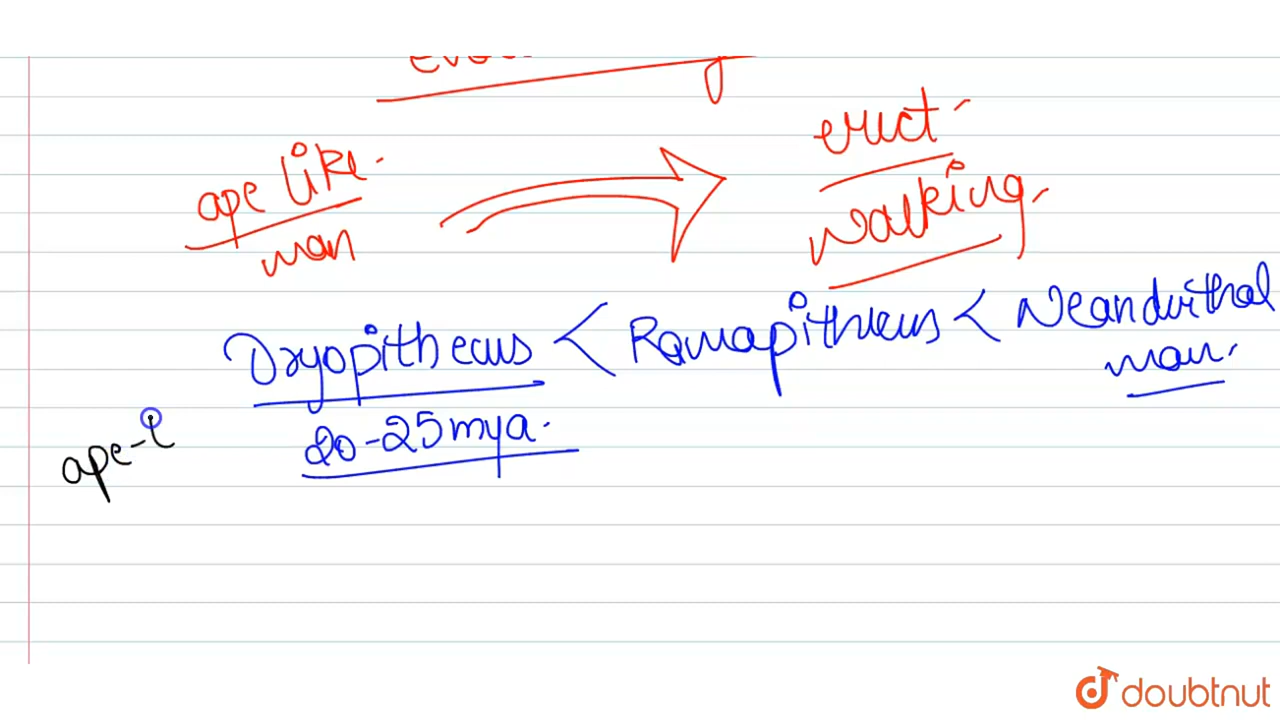 ape like
man
erect
walking
Dryopithecus < Ramapithecus < Neanderthal
man.
20-25 mya.
ape-l
doubtnut